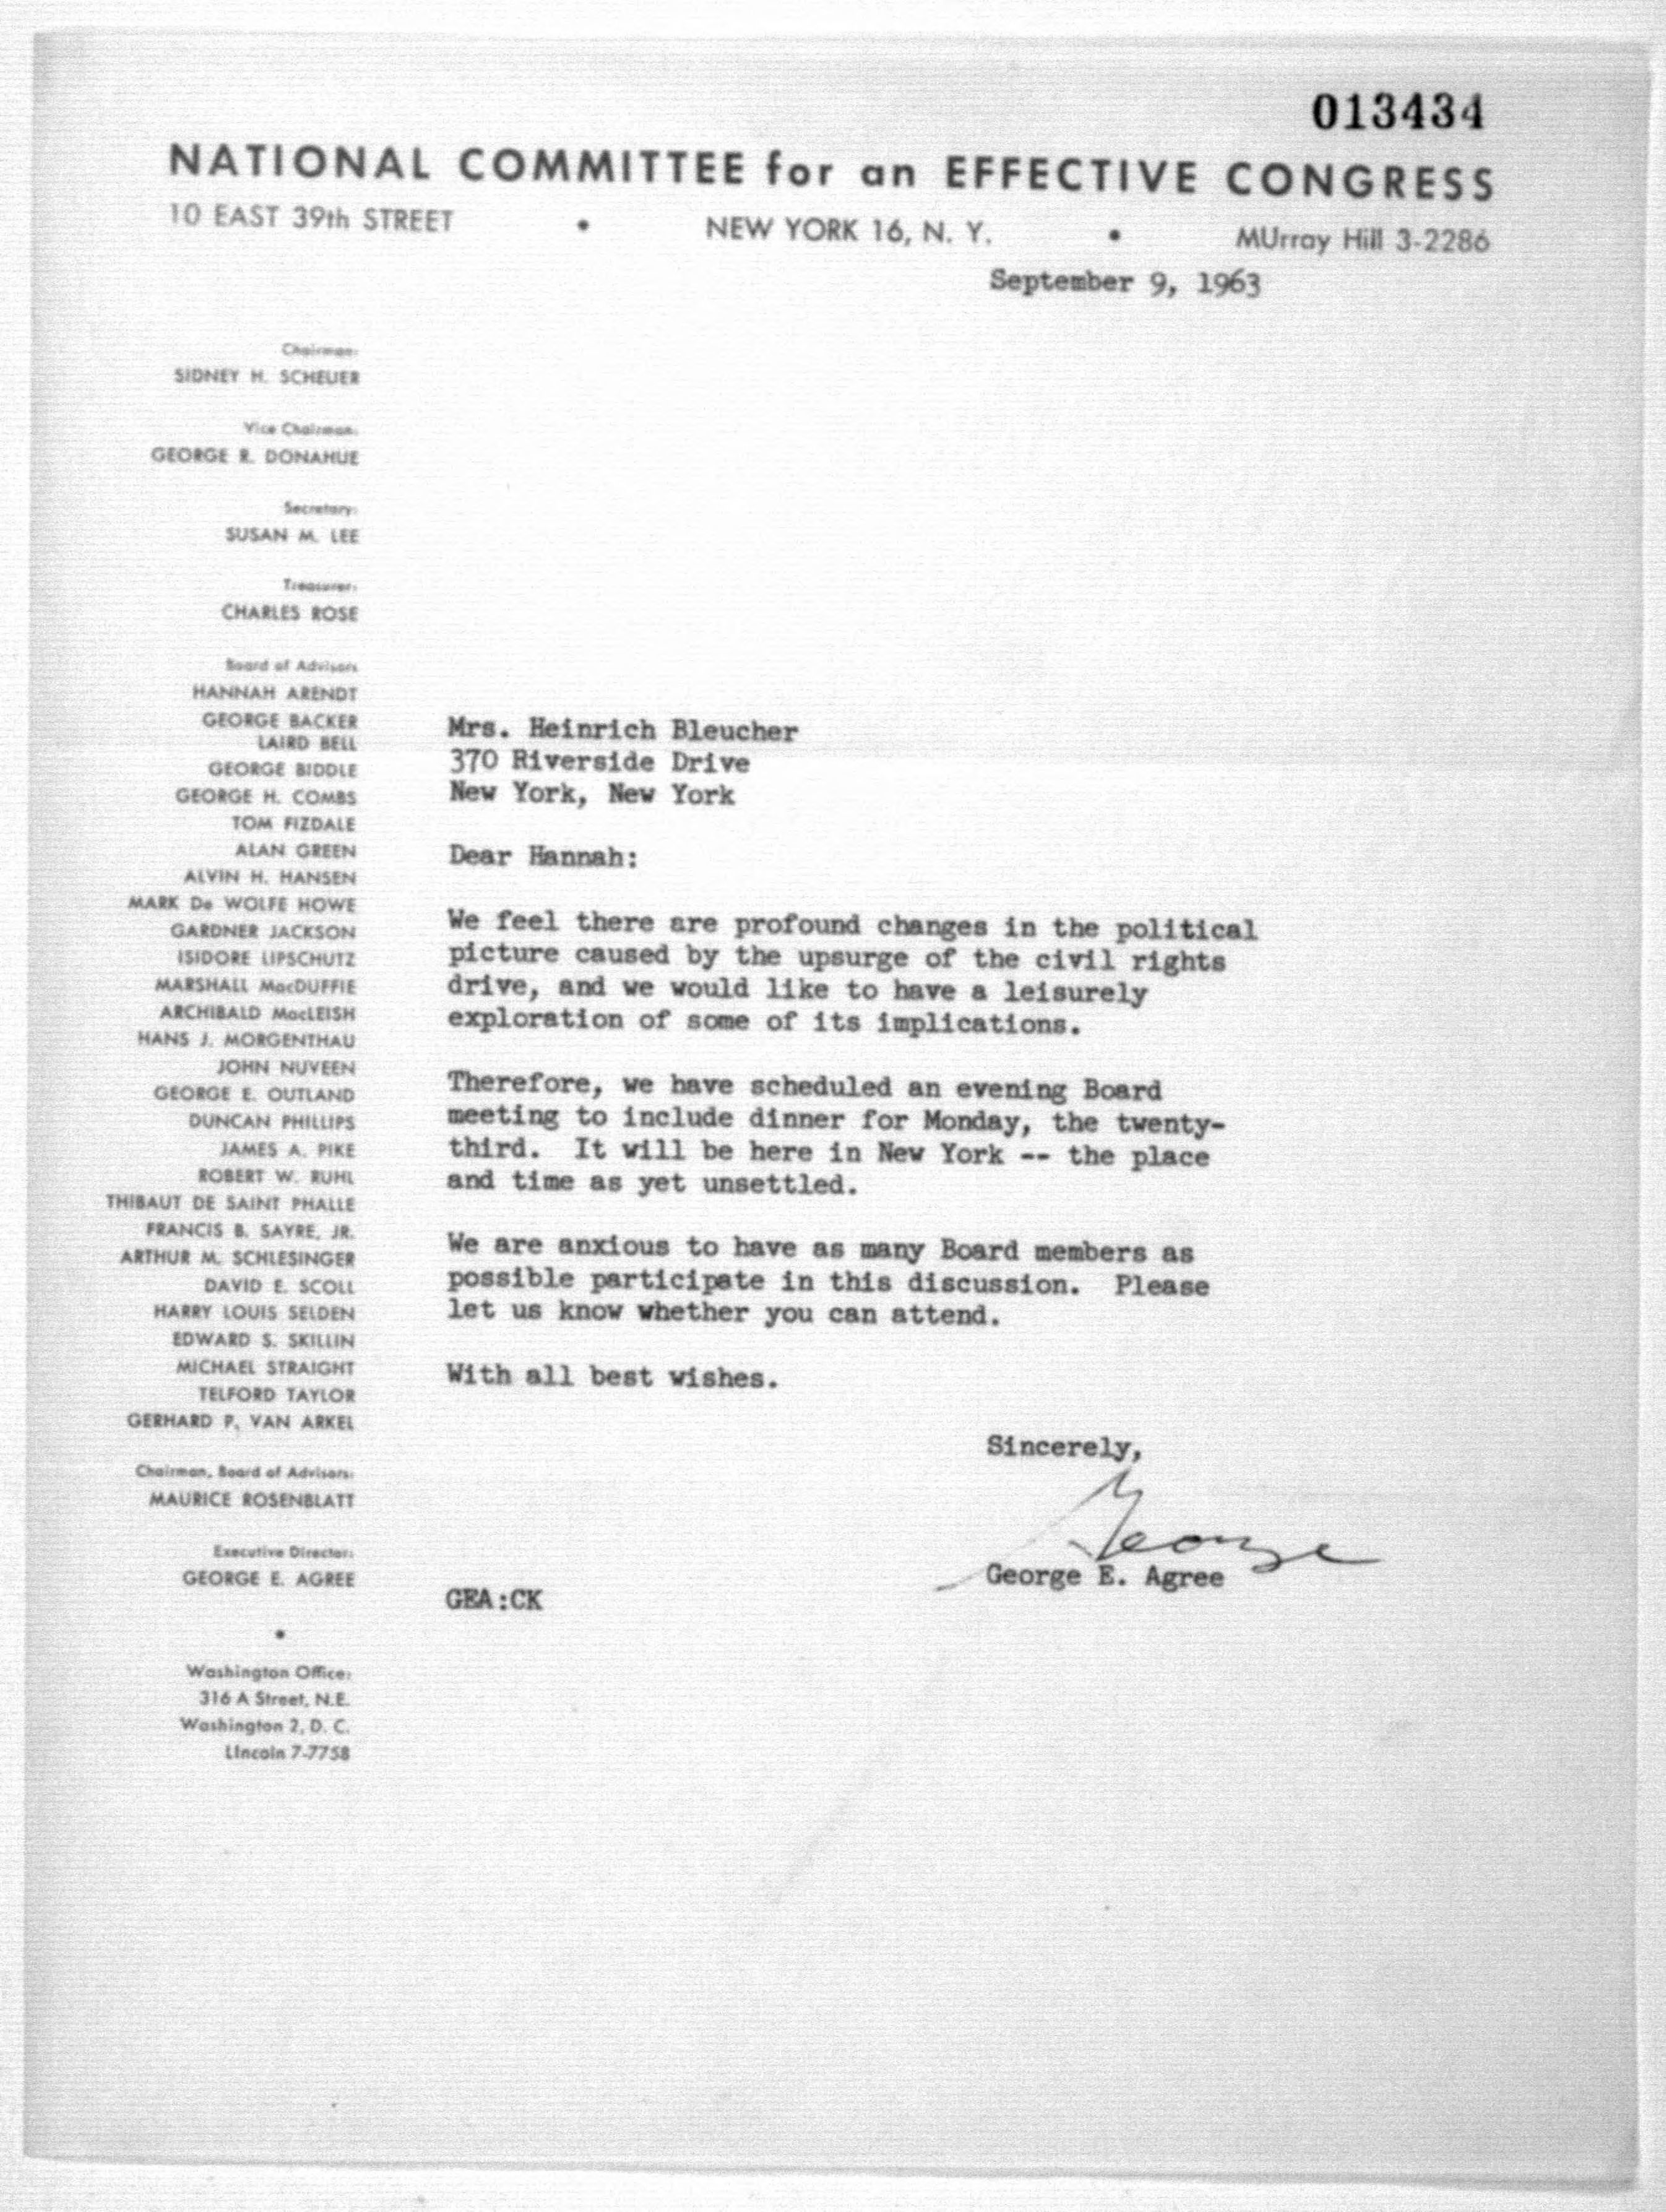 013434
NATIONAL COMMITTEE for an EFFECTIVE CONGRESS
10 EAST 39th STREET • NEW YORK 16, N. Y. • MUrray Hill 3-2286
September 9, 1963
Chairman:
SIDNEY H. SCHEUER
Vice Chairman:
GEORGE R. DONAHUE
Secretary:
SUSAN M. LEE
Treasurer:
CHARLES ROSE
Board of Advisors
HANNAH ARENDT
GEORGE BACKER
LAIRD BELL
GEORGE BIDDLE
GEORGE H. COMBS
TOM FIZDALE
ALAN GREEN
ALVIN H. HANSEN
MARK De WOLFE HOWE
GARDNER JACKSON
ISIDORE LIPSCHUTZ
MARSHALL MacDUFFIE
ARCHIBALD MacLEISH
HANS J. MORGENTHAU
JOHN NUVEEN
GEORGE E. OUTLAND
DUNCAN PHILLIPS
JAMES A. PIKE
ROBERT W. RUHL
THIBAUT DE SAINT PHALLE
FRANCIS B. SAYRE, JR.
ARTHUR M. SCHLESINGER
DAVID E. SCOLL
HARRY LOUIS SELDEN
EDWARD S. SKILLIN
MICHAEL STRAIGHT
TELFORD TAYLOR
GERHARD P. VAN ARKEL
Chairman, Board of Advisors:
MAURICE ROSENBLATT
Executive Director:
GEORGE E. AGREE
•
Washington Office:
316 A Street, N.E.
Washington 2, D. C.
LIncoln 7-7758
Mrs. Heinrich Bleucher
370 Riverside Drive
New York, New York
Dear Hannah:
We feel there are profound changes in the political
picture caused by the upsurge of the civil rights
drive, and we would like to have a leisurely
exploration of some of its implications.
Therefore, we have scheduled an evening Board
meeting to include dinner for Monday, the twenty-
third. It will be here in New York -- the place
and time as yet unsettled.
We are anxious to have as many Board members as
possible participate in this discussion. Please
let us know whether you can attend.
With all best wishes.
Sincerely,
George
George E. Agree
GEA:CK